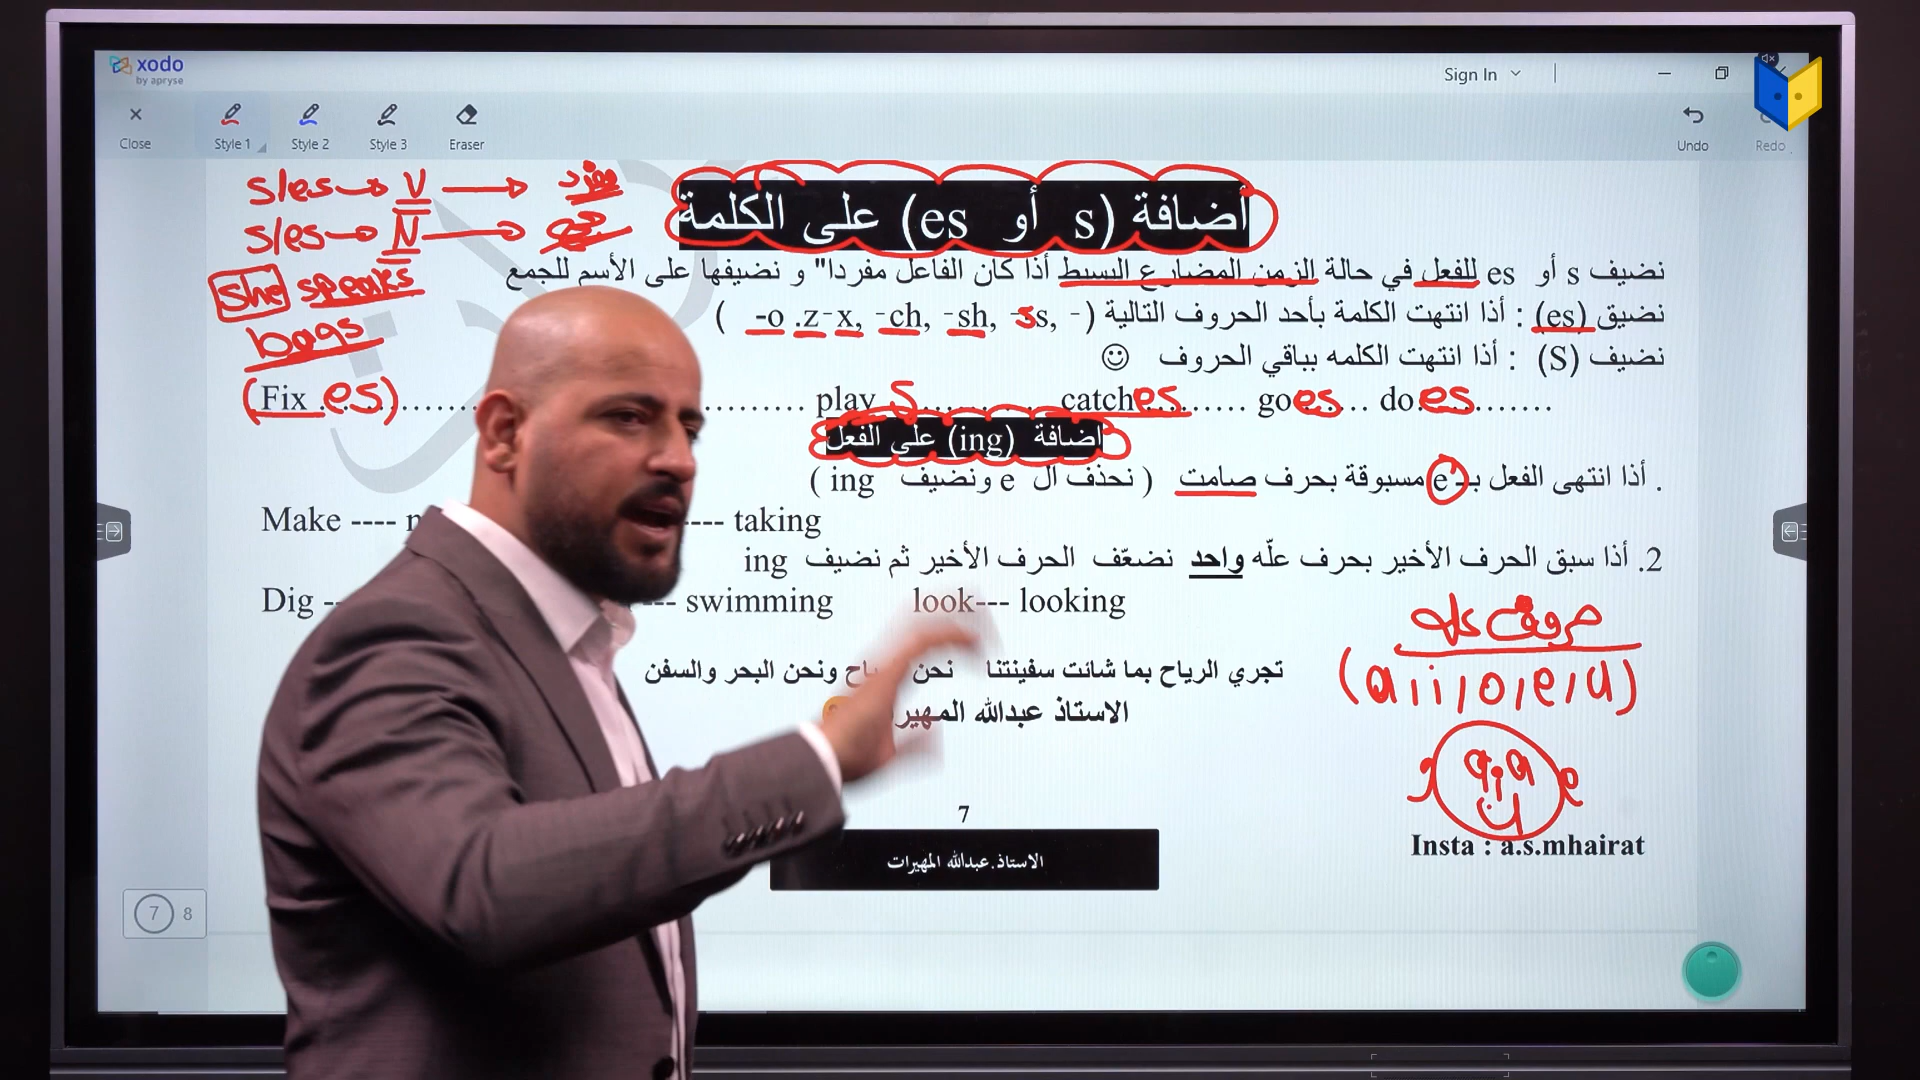 xodo
by apryse
Sign In
Close
Style 1
Style 2
Style 3
Eraser
Undo
Redo
s/es → V → مفرد
s/es → N → جمع
she speaks
bags
أضافة (s أو es) على الكلمة
نضيف s أو es للفعل في حالة الزمن المضارع البسيط أذا كان الفاعل مفردا" و نضيفها على الأسم للجمع
نضيق (es) : أذا انتهت الكلمة بأحد الحروف التالية (- s, -sh, -ch, -x, -z. -o )
نضيف (S) : أذا انتهت الكلمه بباقي الحروف ☺
(Fix es) play s catch es go es do es
اضافة (ing) على الفعل
. أذا انتهى الفعل بـ e مسبوقة بحرف صامت ( نحذف ال e ونضيف ing )
Make ---- ---- taking
2. أذا سبق الحرف الأخير بحرف علّه واحد نضعّف الحرف الأخير ثم نضيف ing
Dig -- --- swimming look--- looking
حروف عله
(a / i / o / e / u)
تجري الرياح بما شائت سفينتنا نحن ونحن البحر والسفن
الاستاذ عبدالله
7
Insta : a.s.mhairat
الاستاذ.عبدالله المهيرات
7 8